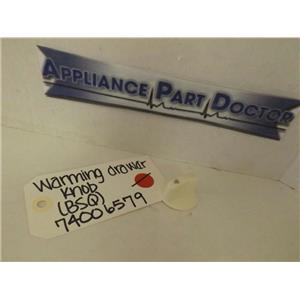 APPLIANCE PART DOCTOR
Warming drawer
Knob
(BSQ)
74006579